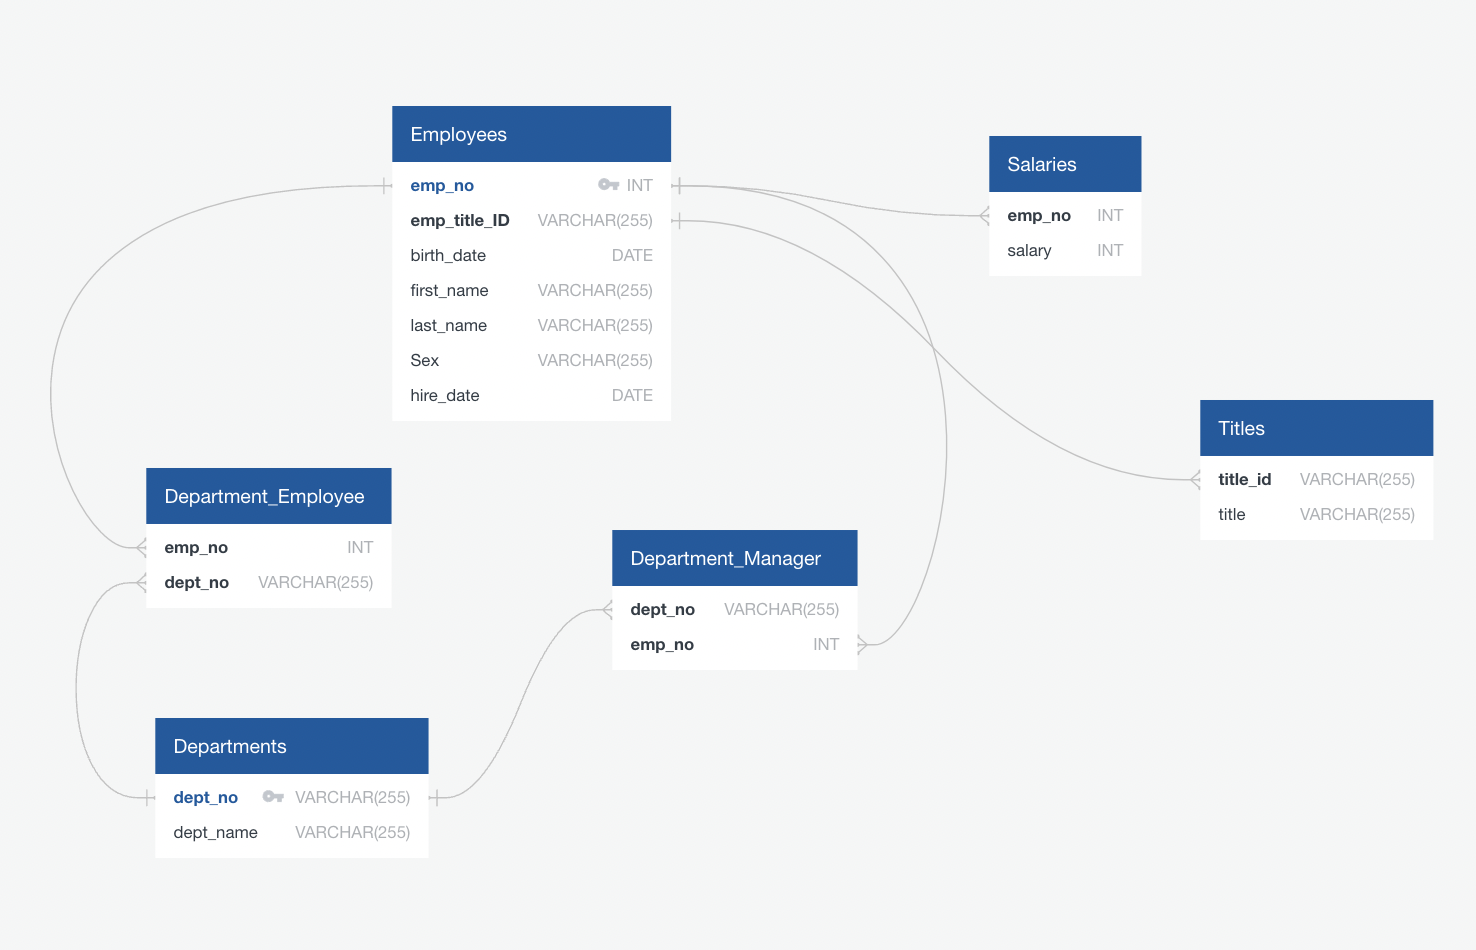 Employees
emp_no INT
emp_title_ID VARCHAR(255)
birth_date DATE
first_name VARCHAR(255)
last_name VARCHAR(255)
Sex VARCHAR(255)
hire_date DATE
Salaries
emp_no INT
salary INT
Titles
title_id VARCHAR(255)
title VARCHAR(255)
Department_Employee
emp_no INT
dept_no VARCHAR(255)
Department_Manager
dept_no VARCHAR(255)
emp_no INT
Departments
dept_no VARCHAR(255)
dept_name VARCHAR(255)